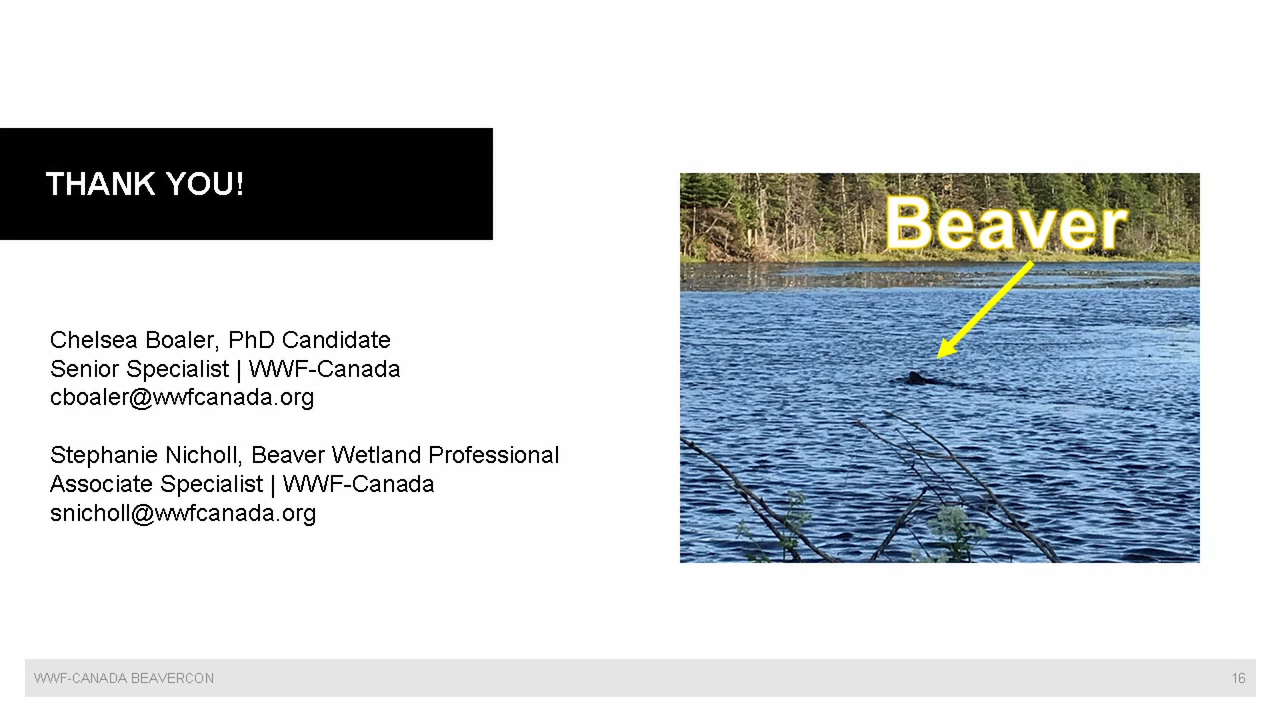 THANK YOU!
Beaver
Chelsea Boaler, PhD Candidate
Senior Specialist | WWF-Canada
cboaler@wwfcanada.org
Stephanie Nicholl, Beaver Wetland Professional
Associate Specialist | WWF-Canada
snicholl@wwfcanada.org
WWF-CANADA BEAVERCON
16